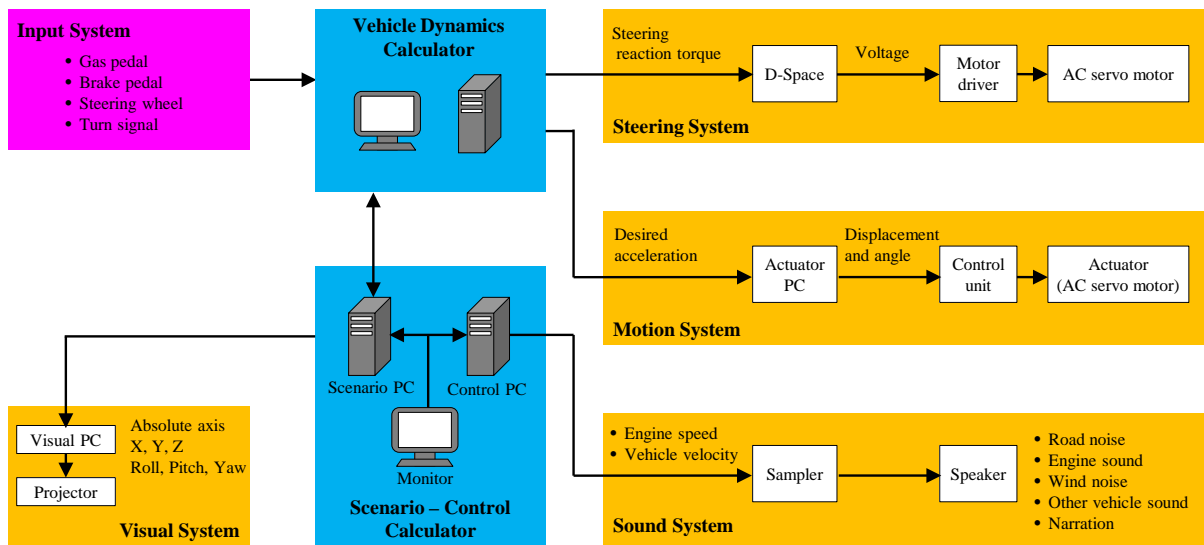 Input System
• Gas pedal
• Brake pedal
• Steering wheel
• Turn signal
Vehicle Dynamics
Calculator
Steering
reaction torque
D-Space
Voltage
Motor
driver
AC servo motor
Steering System
Desired
acceleration
Actuator
PC
Displacement
and angle
Control
unit
Actuator
(AC servo motor)
Motion System
Scenario PC
Control PC
Monitor
Scenario – Control
Calculator
Visual PC
Projector
Absolute axis
X, Y, Z
Roll, Pitch, Yaw
Visual System
• Engine speed
• Vehicle velocity
Sampler
Speaker
• Road noise
• Engine sound
• Wind noise
• Other vehicle sound
• Narration
Sound System